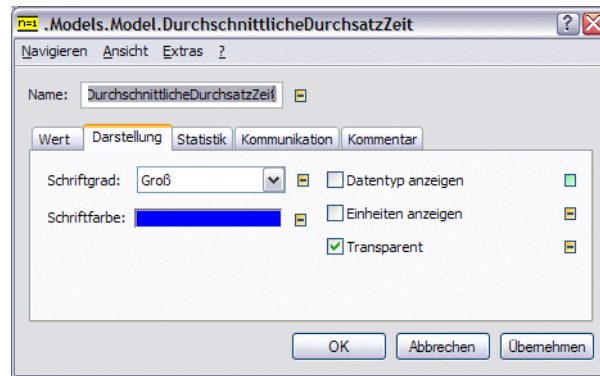 n=1 .Models.Model.DurchschnittlicheDurchsatzZeit ?
Navigieren Ansicht Extras ?
Name: DurchschnittlicheDurchsatzZeit
Wert Darstellung Statistik Kommunikation Kommentar
Schriftgrad: Groß Datentyp anzeigen
Schriftfarbe: Einheiten anzeigen
Transparent
OK Abbrechen Übernehmen